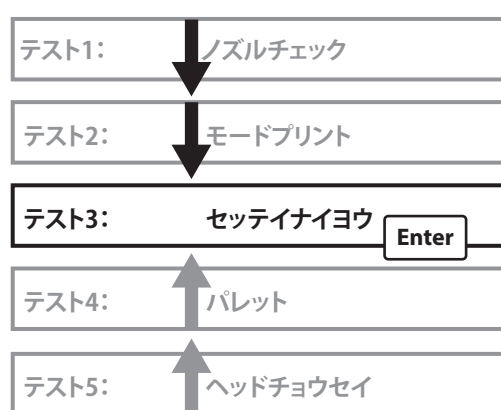 テスト1： ノズルチェック
テスト2： モードプリント
テスト3： セッテイナイヨウ
Enter
テスト4： パレット
テスト5： ヘッドチョウセイ